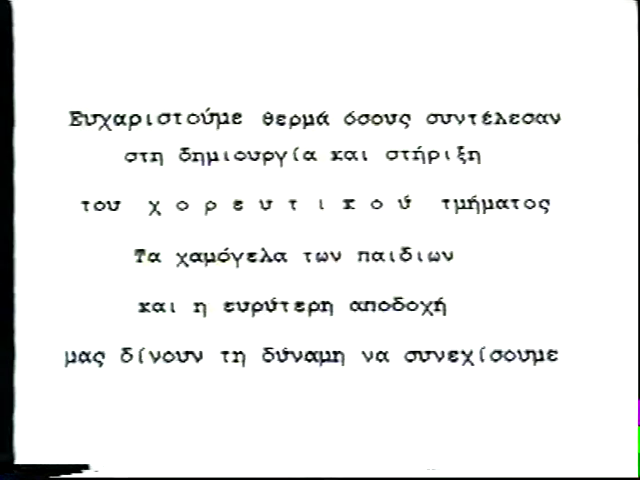 Ευχαριστούμε θερμά όσους συντέλεσαν
στη δημιουργία και στήριξη
του χ ο ρ ε υ τ ι κ ο ύ τμήματος
Τα χαμόγελα των παιδιων
και η ευρύτερη αποδοχή
μας δίνουν τη δύναμη να συνεχίσουμε